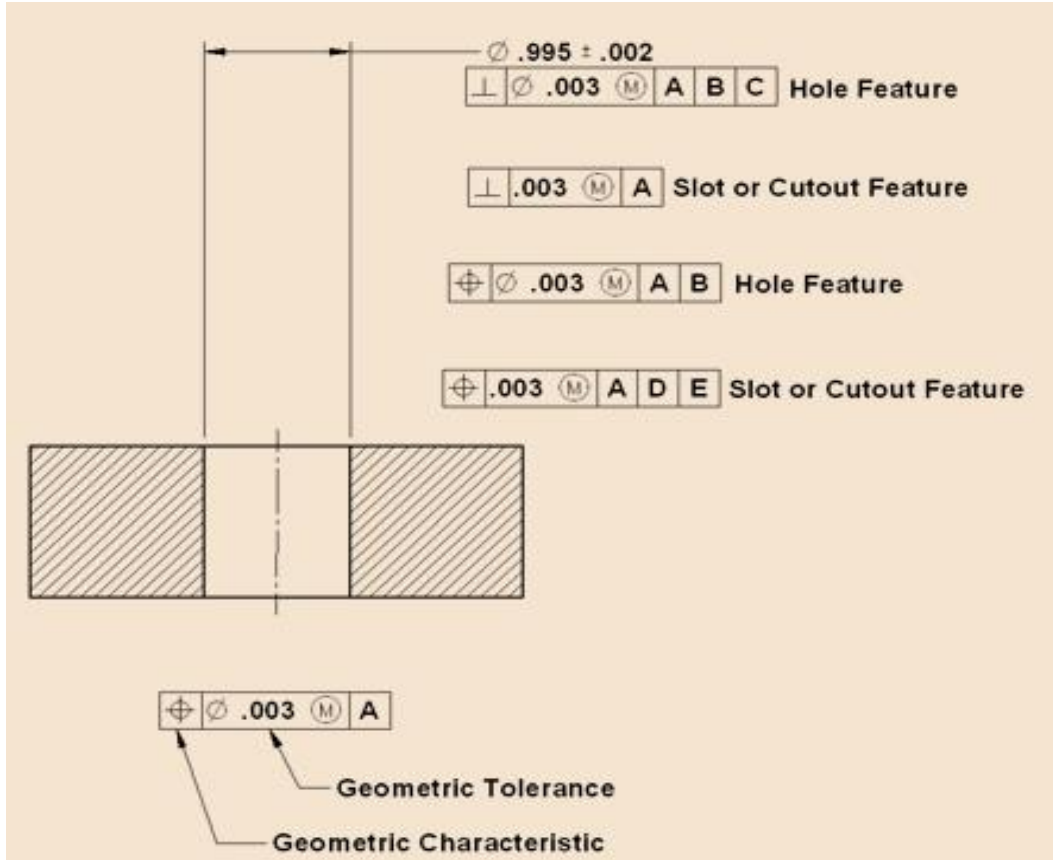 ∅ .995 ± .002
⊥ ∅ .003 Ⓜ A B C Hole Feature
⊥ .003 Ⓜ A Slot or Cutout Feature
⌖ ∅ .003 Ⓜ A B Hole Feature
⌖ .003 Ⓜ A D E Slot or Cutout Feature
⌖ ∅ .003 Ⓜ A
Geometric Tolerance
Geometric Characteristic